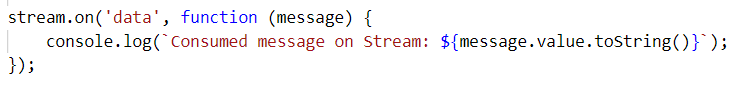 stream.on('data', function (message) {
    console.log(`Consumed message on Stream: ${message.value.toString()}`);
});